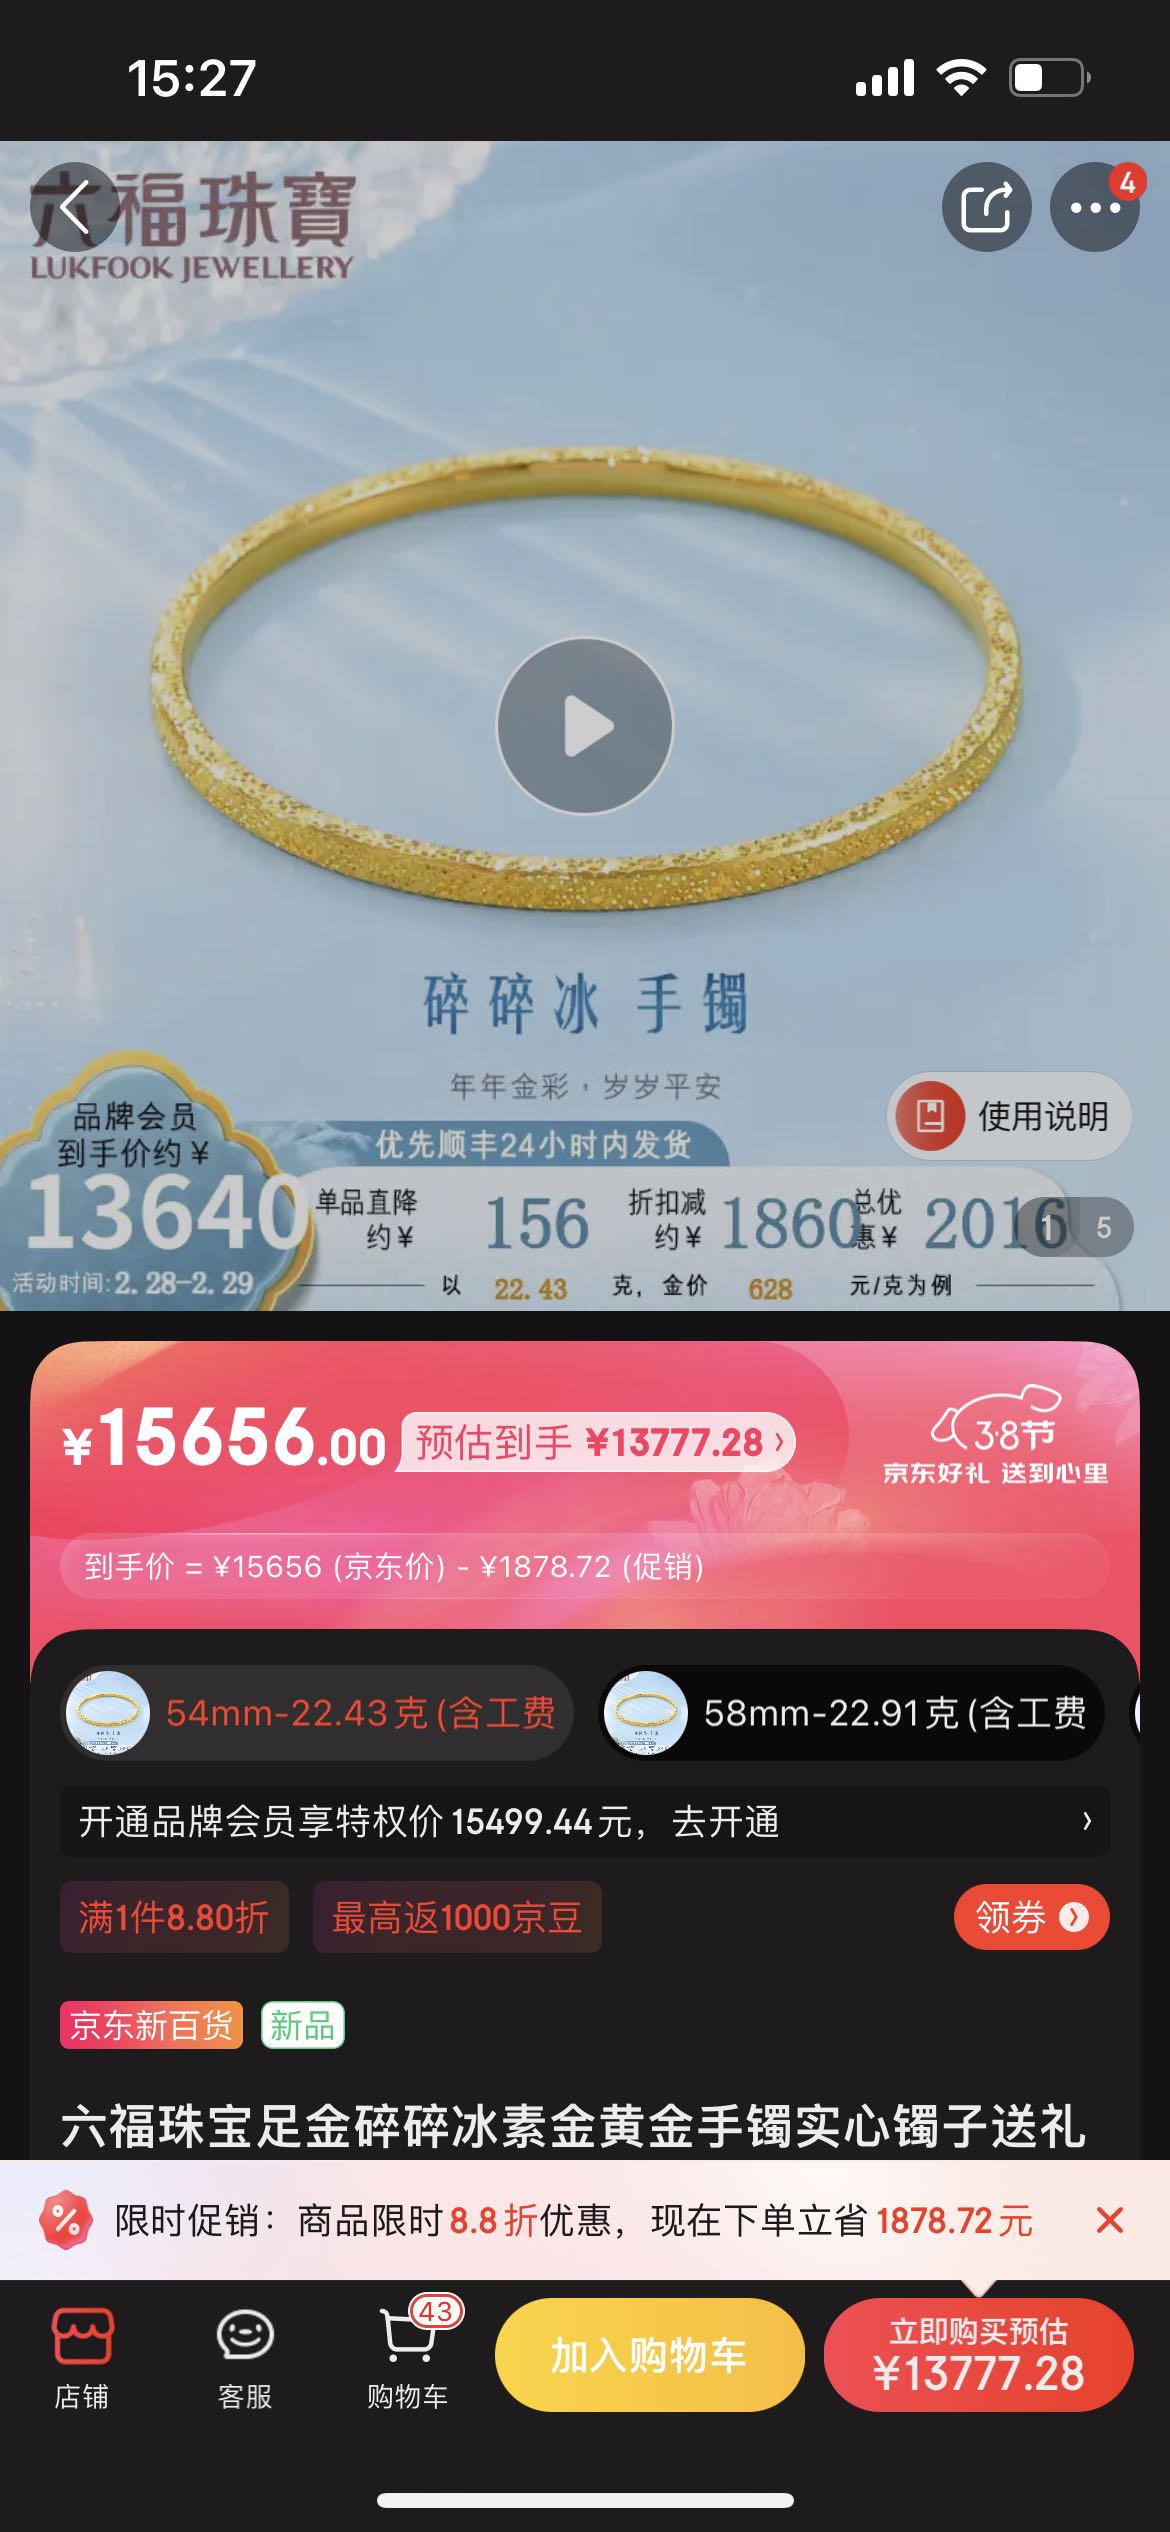 15:27
六福珠寶
LUKFOOK JEWELLERY
4
碎碎冰 手镯
年年金彩，岁岁平安
使用说明
品牌会员
到手价约¥
13640
活动时间:2.28-2.29
优先顺丰24小时内发货
单品直降
约¥
156
折扣减
约¥
1860
总优
惠¥
2016
1 5
以 22.43 克，金价 628 元/克为例
¥15656.00
预估到手 ¥13777.28 ›
3·8节
京东好礼 送到心里
到手价 = ¥15656 (京东价) - ¥1878.72 (促销)
54mm-22.43克(含工费
58mm-22.91克(含工费
开通品牌会员享特权价15499.44元，去开通 ›
满1件8.80折
最高返1000京豆
领券
京东新百货
新品
六福珠宝足金碎碎冰素金黄金手镯实心镯子送礼
限时促销：商品限时8.8折优惠，现在下单立省1878.72元
店铺
客服
43
购物车
加入购物车
立即购买预估
¥13777.28